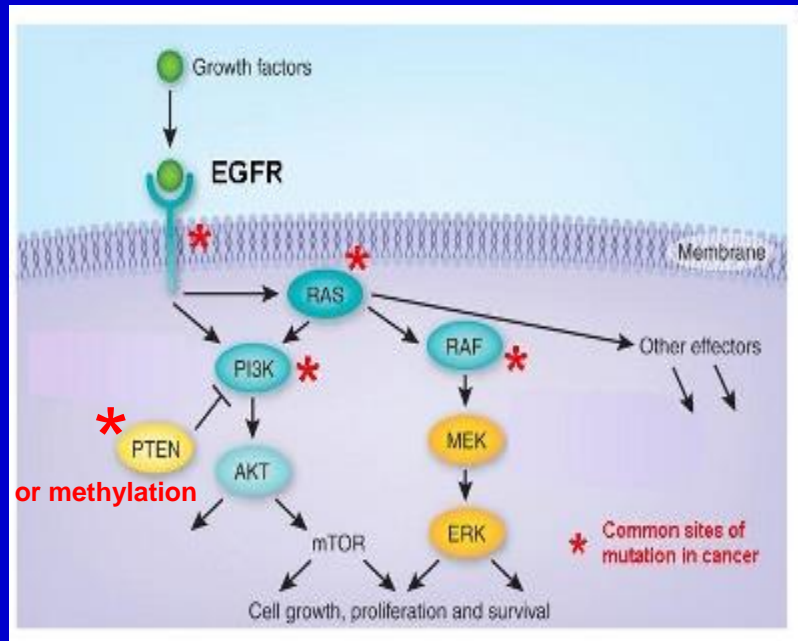 Growth factors
EGFR
*
Membrane
*
RAS
RAF
*
Other effectors
PI3K
*
*
PTEN
MEK
AKT
or methylation
mTOR
ERK
* Common sites of
mutation in cancer
Cell growth, proliferation and survival